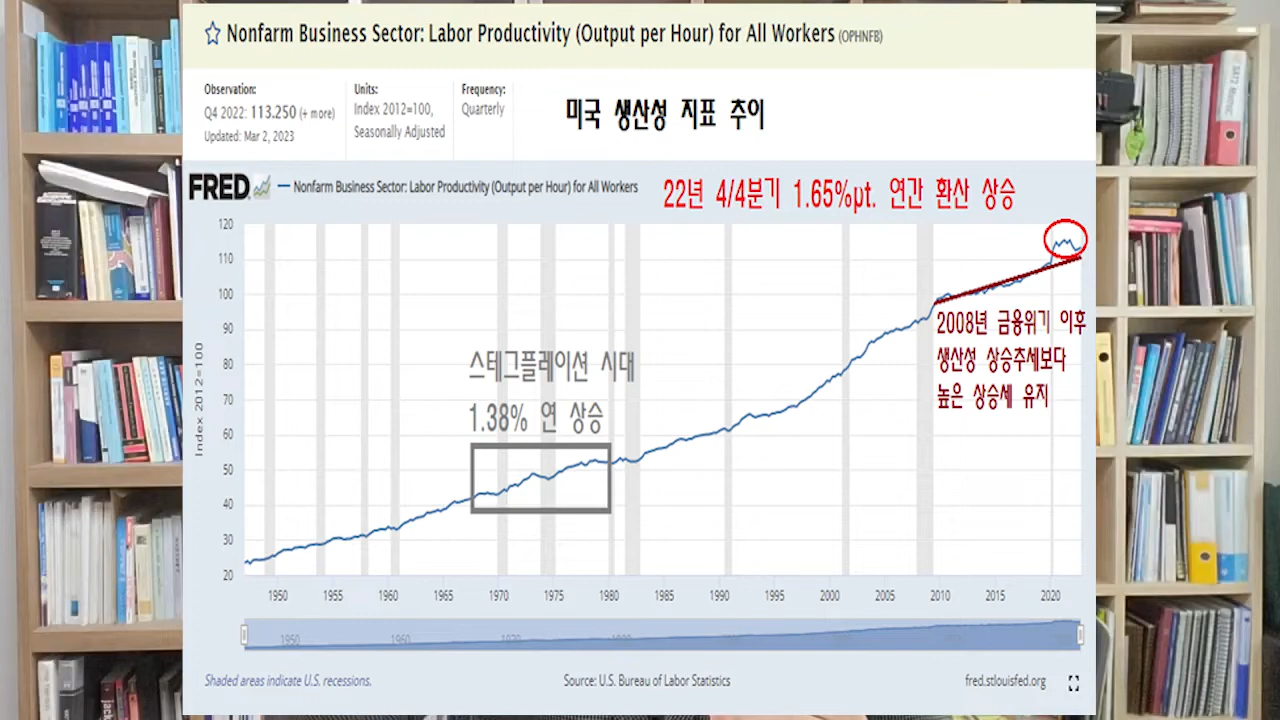 Nonfarm Business Sector: Labor Productivity (Output per Hour) for All Workers (OPHNFB)
Observation:
Q4 2022: 113.250 (+ more)
Updated: Mar 2, 2023
Units:
Index 2012=100,
Seasonally Adjusted
Frequency:
Quarterly
미국 생산성 지표 추이
FRED
Nonfarm Business Sector: Labor Productivity (Output per Hour) for All Workers
22년 4/4분기 1.65%pt. 연간 환산 상승
120
110
100
90
80
70
60
50
40
30
20
Index 2012=100
2008년 금융위기 이후
생산성 상승추세보다
높은 상승세 유지
스테그플레이션 시대
1.38% 연 상승
1950 1955 1960 1965 1970 1975 1980 1985 1990 1995 2000 2005 2010 2015 2020
1950 1960 1970
Shaded areas indicate U.S. recessions.
Source: U.S. Bureau of Labor Statistics
fred.stlouisfed.org